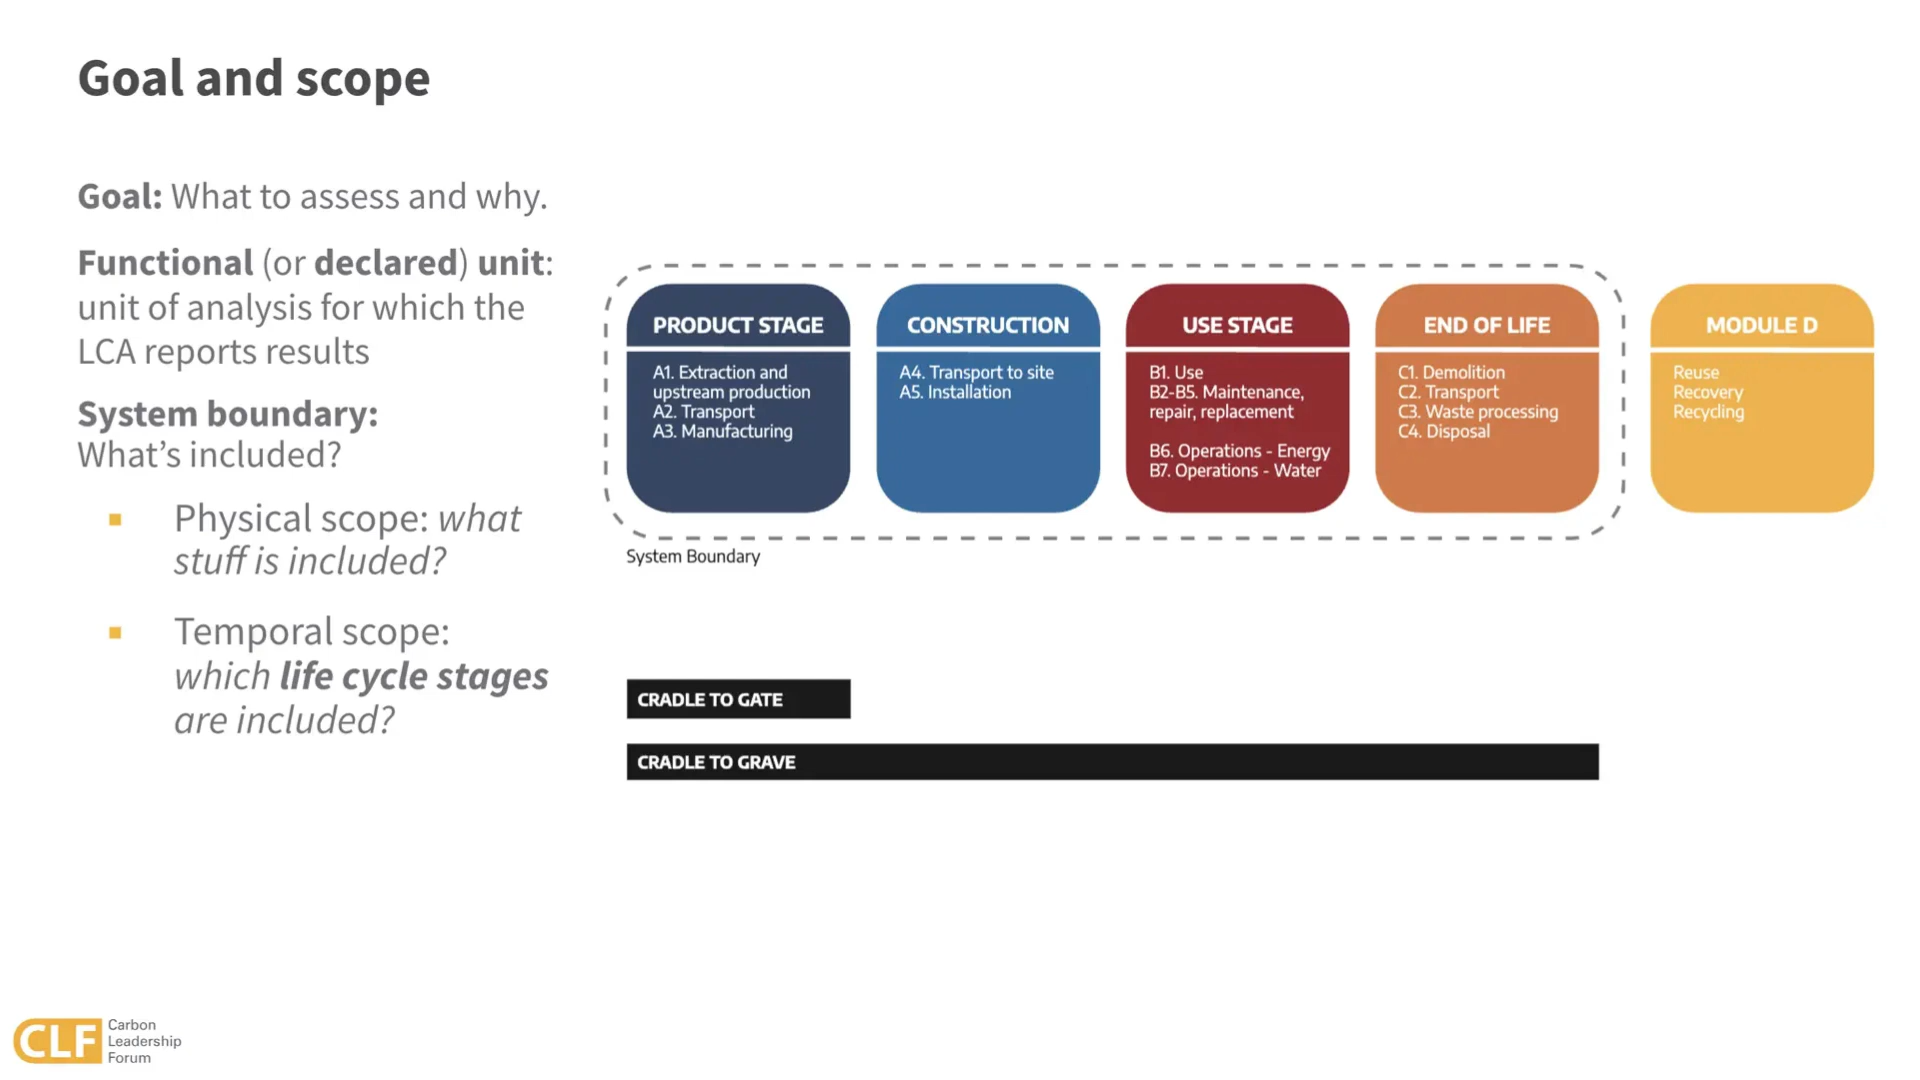 Goal and scope
Goal: What to assess and why.
Functional (or declared) unit:
unit of analysis for which the
LCA reports results
System boundary:
What's included?
Physical scope: what
stuff is included?
Temporal scope:
which life cycle stages
are included?
PRODUCT STAGE
A1. Extraction and
upstream production
A2. Transport
A3. Manufacturing
CONSTRUCTION
A4. Transport to site
A5. Installation
USE STAGE
B1. Use
B2-B5. Maintenance,
repair, replacement
B6. Operations - Energy
B7. Operations - Water
END OF LIFE
C1. Demolition
C2. Transport
C3. Waste processing
C4. Disposal
MODULE D
Reuse
Recovery
Recycling
System Boundary
CRADLE TO GATE
CRADLE TO GRAVE
CLF
Carbon
Leadership
Forum